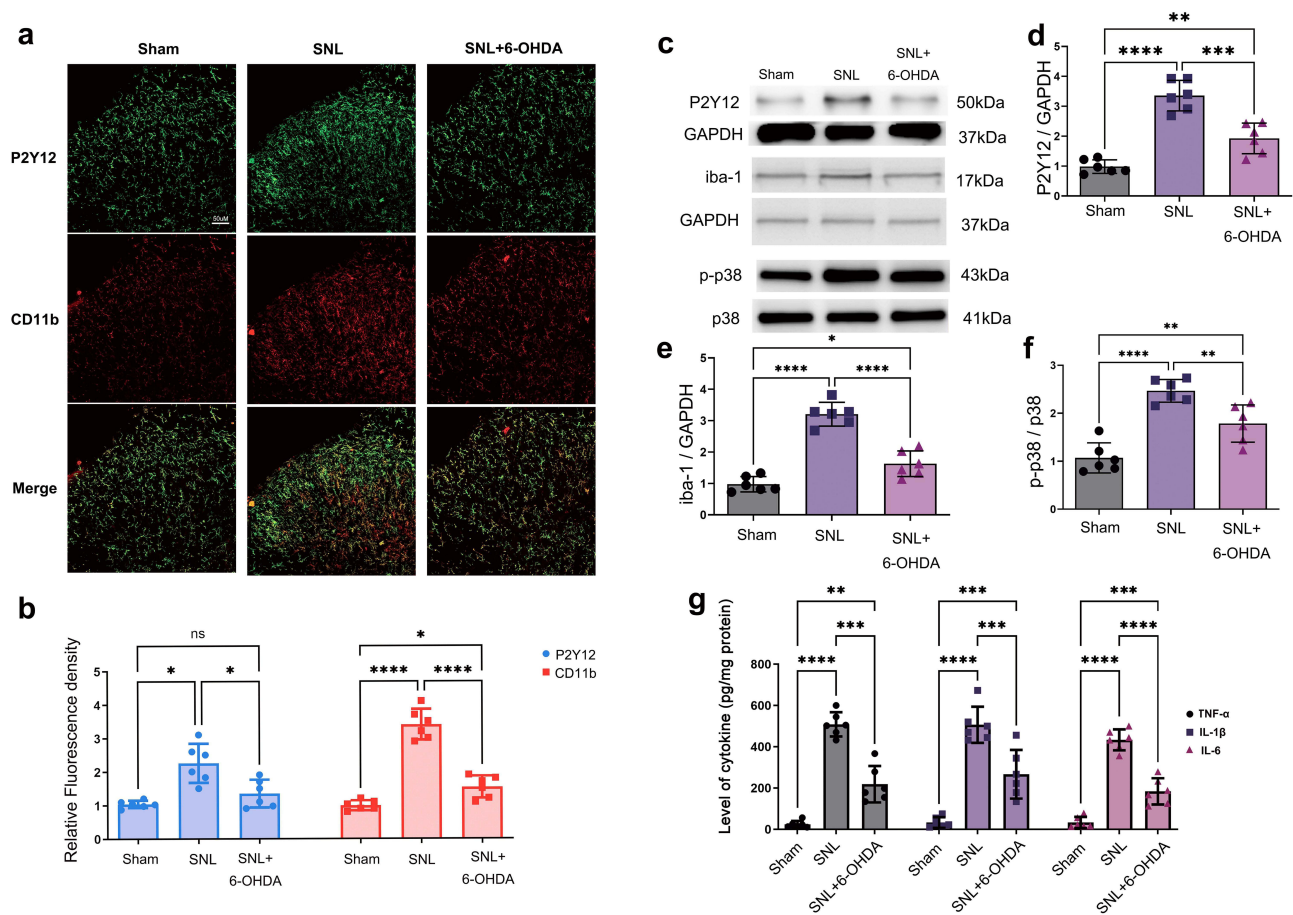 a
Sham SNL SNL+6-OHDA
P2Y12
50uM
CD11b
Merge
b
Relative Fluorescence density
5
4
3
2
1
0
ns
* *
*
**** ****
P2Y12
CD11b
Sham SNL SNL+
6-OHDA
Sham SNL SNL+
6-OHDA
c
Sham SNL SNL+
6-OHDA
P2Y12 50kDa
GAPDH 37kDa
iba-1 17kDa
GAPDH 37kDa
p-p38 43kDa
p38 41kDa
d
P2Y12 / GAPDH
5
4
3
2
1
0
**
**** ***
Sham SNL SNL+
6-OHDA
e
iba-1 / GAPDH
5
4
3
2
1
0
*
**** ****
Sham SNL SNL+
6-OHDA
f
p-p38 / p38
3
2
1
0
**
**** **
Sham SNL SNL+
6-OHDA
g
Level of cytokine (pg/mg protein)
800
600
400
200
0
** *** ***
*** *** ****
**** **** ****
TNF-α
IL-1β
IL-6
Sham SNL SNL+6-OHDA
Sham SNL SNL+6-OHDA
Sham SNL SNL+6-OHDA